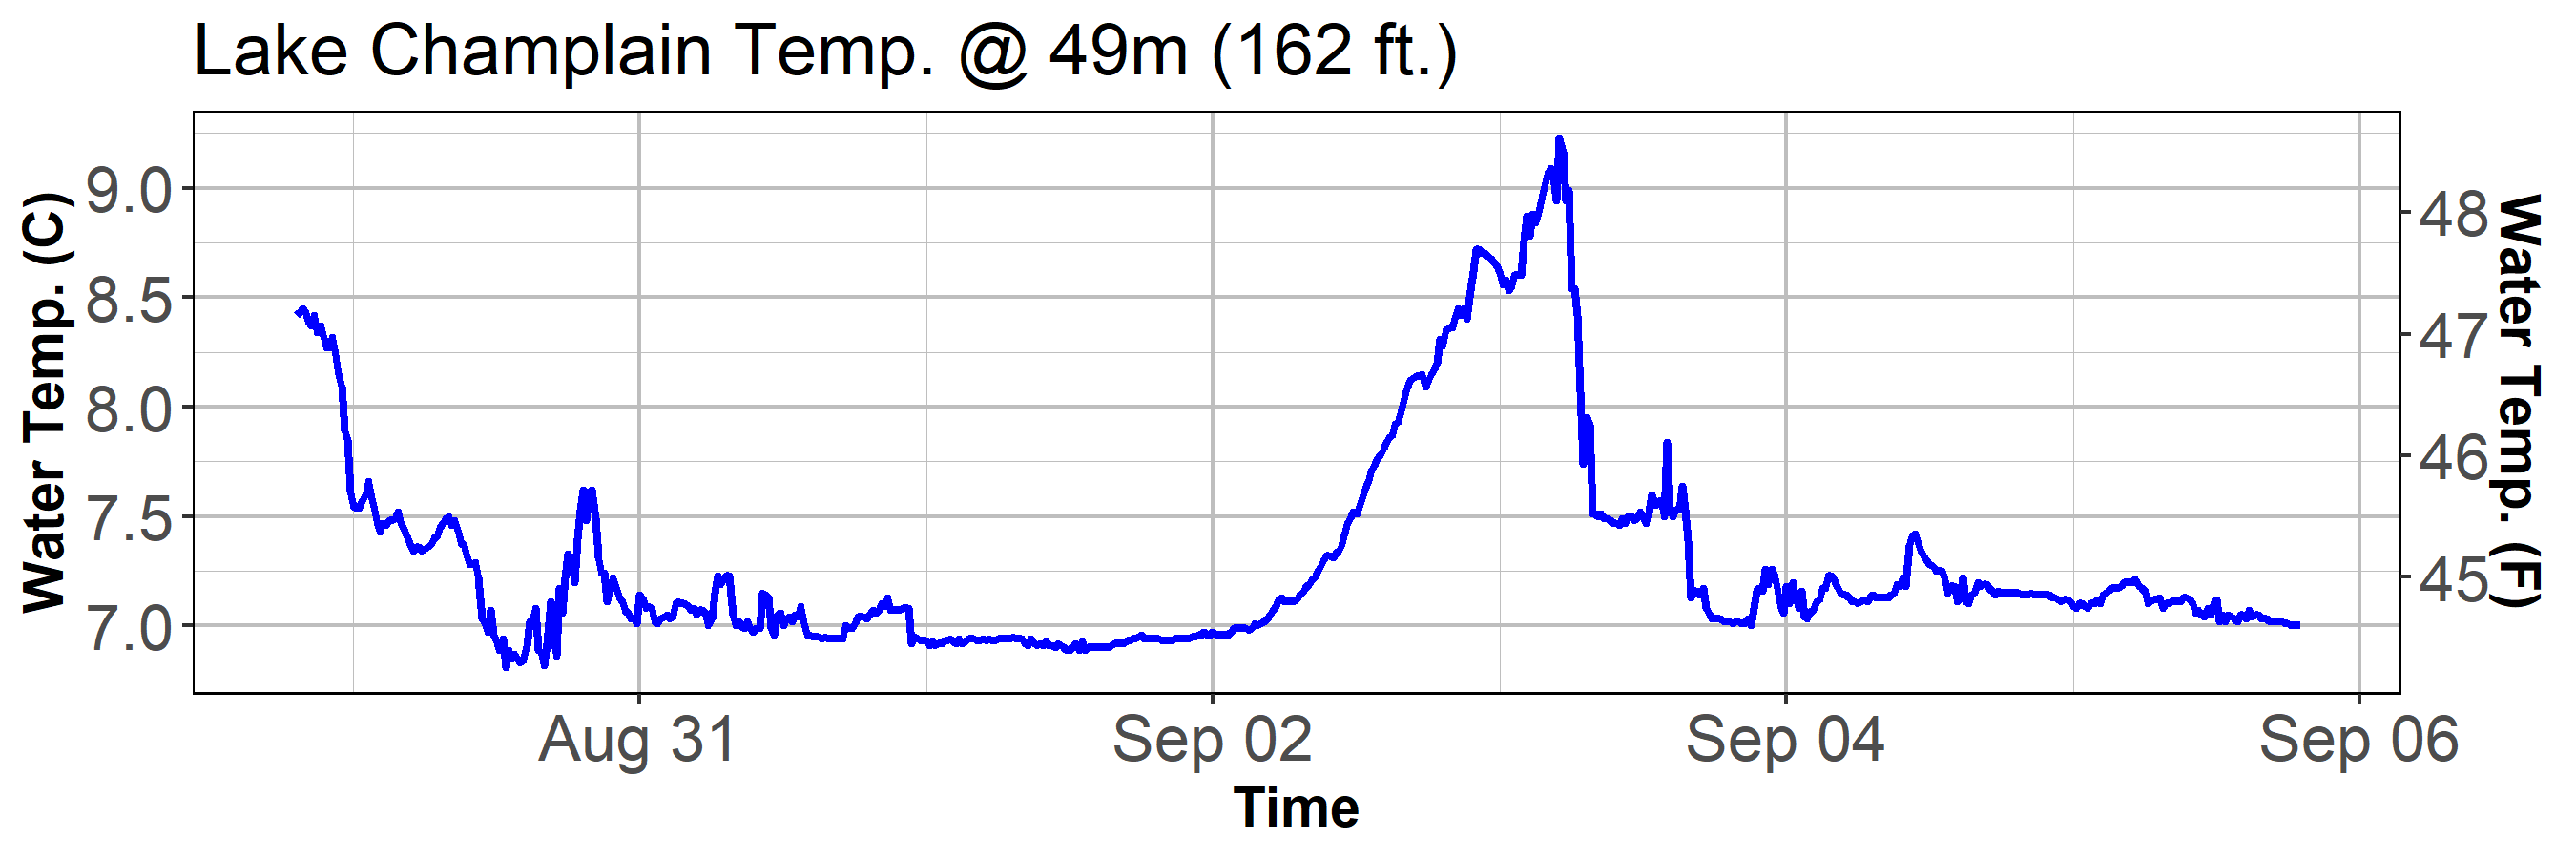 Lake Champlain Temp. @ 49m (162 ft.)
Water Temp. (C)
9.0
8.5
8.0
7.5
7.0
48
47
46
45
Water Temp. (F)
Aug 31
Sep 02
Sep 04
Sep 06
Time